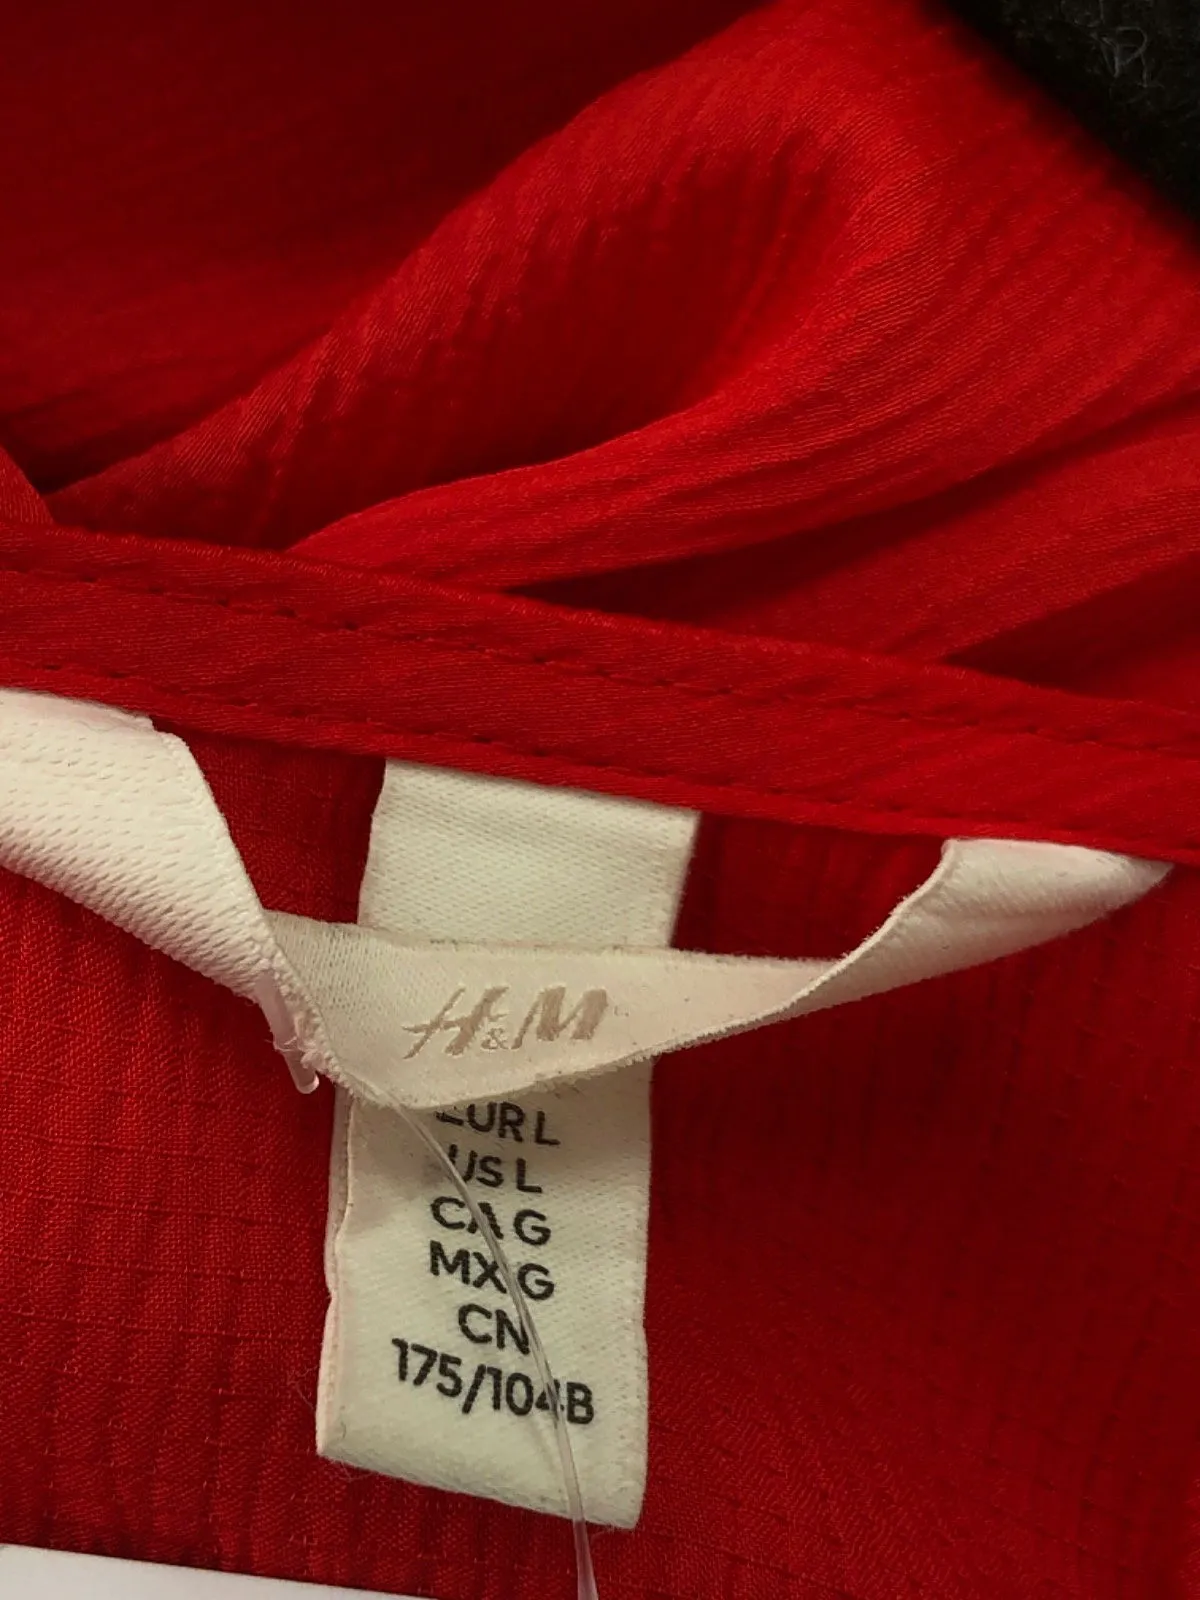 H&M
EUR L
US L
CA G
MX G
CN
175/104B